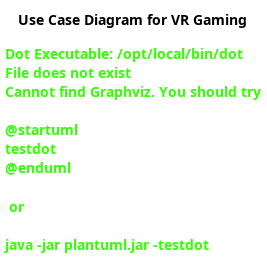 Use Case Diagram for VR Gaming
Dot Executable: /opt/local/bin/dot
File does not exist
Cannot find Graphviz. You should try
@startuml
testdot
@enduml
or
java -jar plantuml.jar -testdot